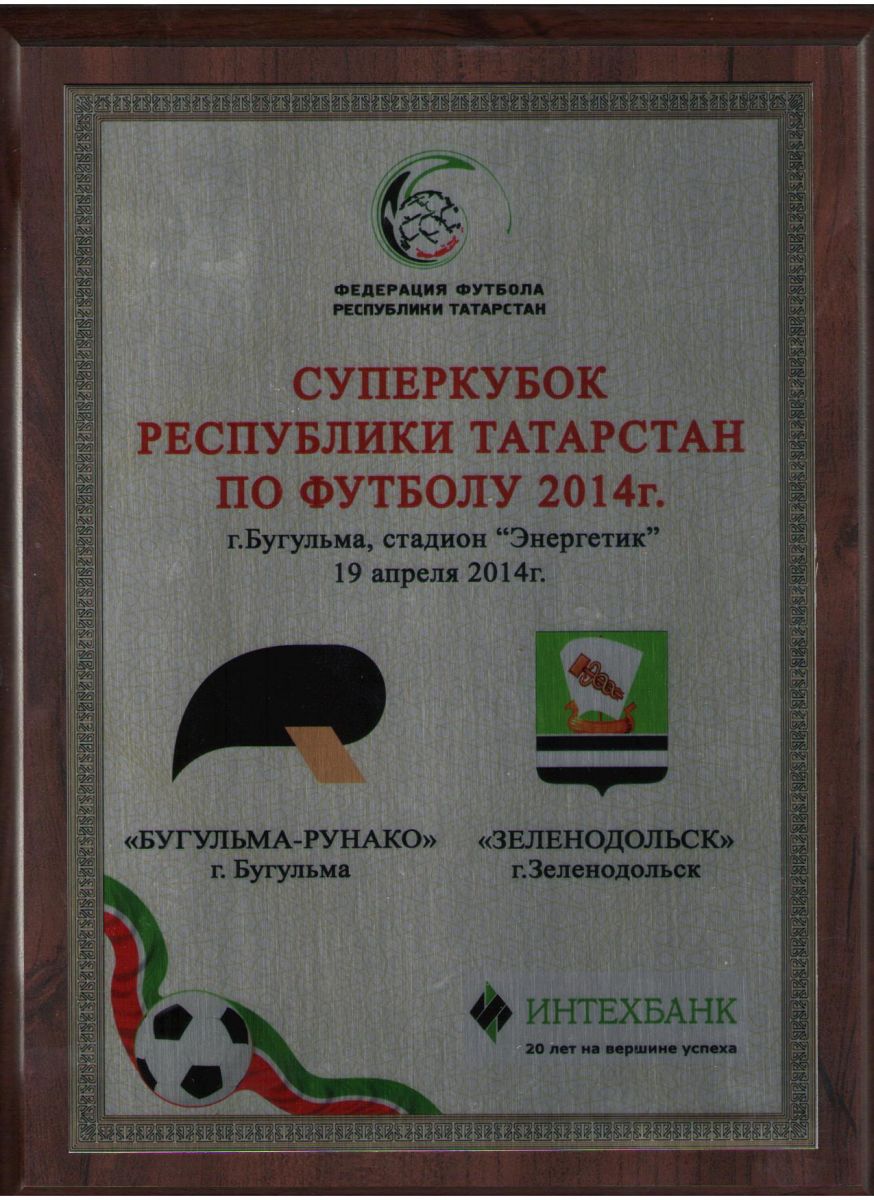 ФЕДЕРАЦИЯ ФУТБОЛА
РЕСПУБЛИКИ ТАТАРСТАН
СУПЕРКУБОК
РЕСПУБЛИКИ ТАТАРСТАН
ПО ФУТБОЛУ 2014г.
г.Бугульма, стадион “Энергетик”
19 апреля 2014г.
«БУГУЛЬМА-РУНАКО»
г. Бугульма
«ЗЕЛЕНОДОЛЬСК»
г.Зеленодольск
ИНТЕХБАНК
20 лет на вершине успеха